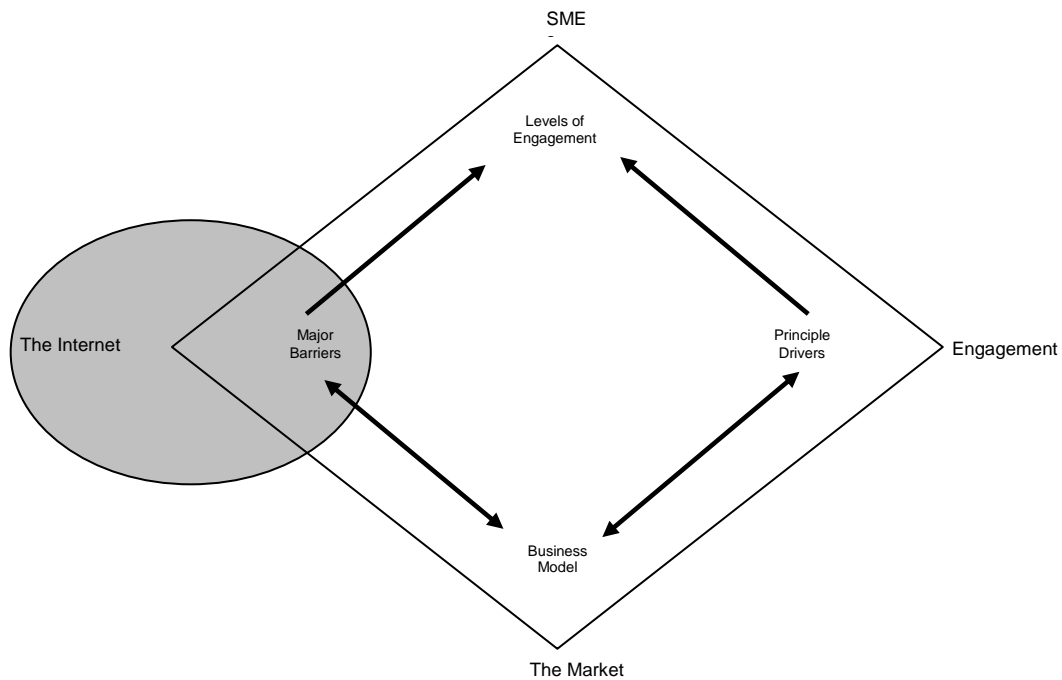 SME
Levels of
Engagement
The Internet
Major
Barriers
Principle
Drivers
Engagement
Business
Model
The Market